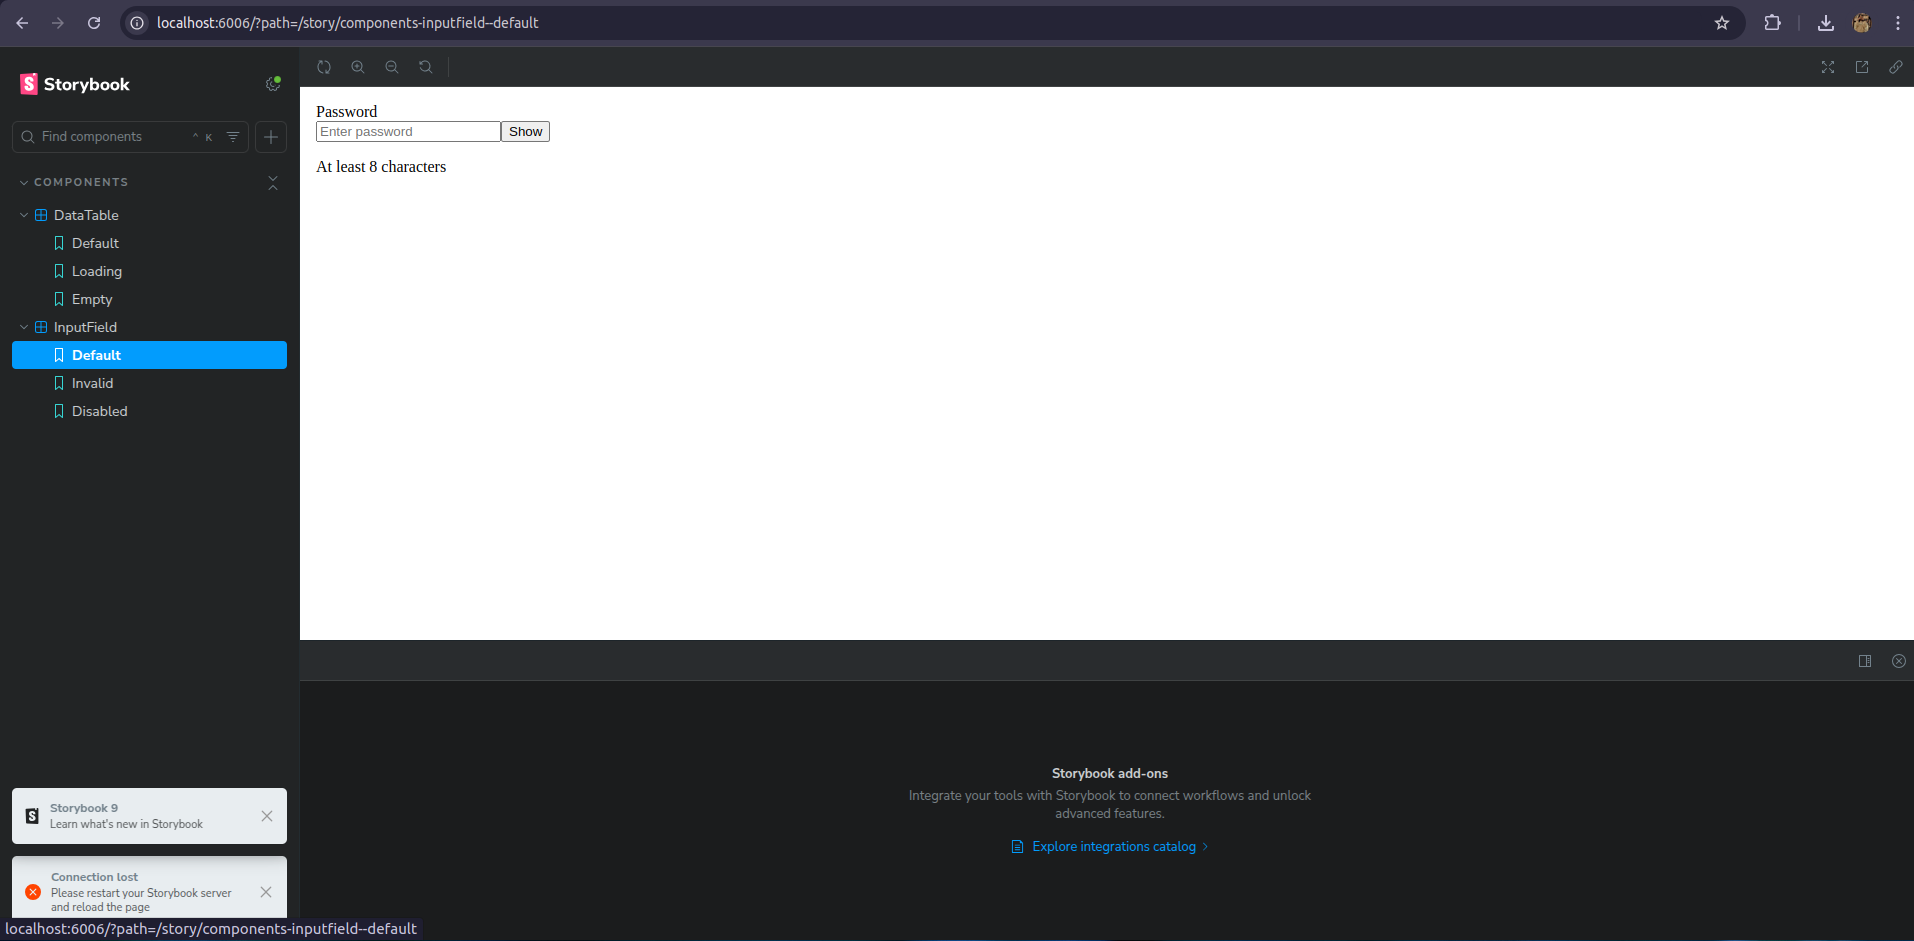 localhost:6006/?path=/story/components-inputfield--default
Storybook
Find components
^ K
COMPONENTS
DataTable
Default
Loading
Empty
InputField
Default
Invalid
Disabled
Password
Enter password
Show
At least 8 characters
Storybook add-ons
Integrate your tools with Storybook to connect workflows and unlock
advanced features.
Explore integrations catalog
Storybook 9
Learn what's new in Storybook
Connection lost
Please restart your Storybook server
and reload the page
localhost:6006/?path=/story/components-inputfield--default